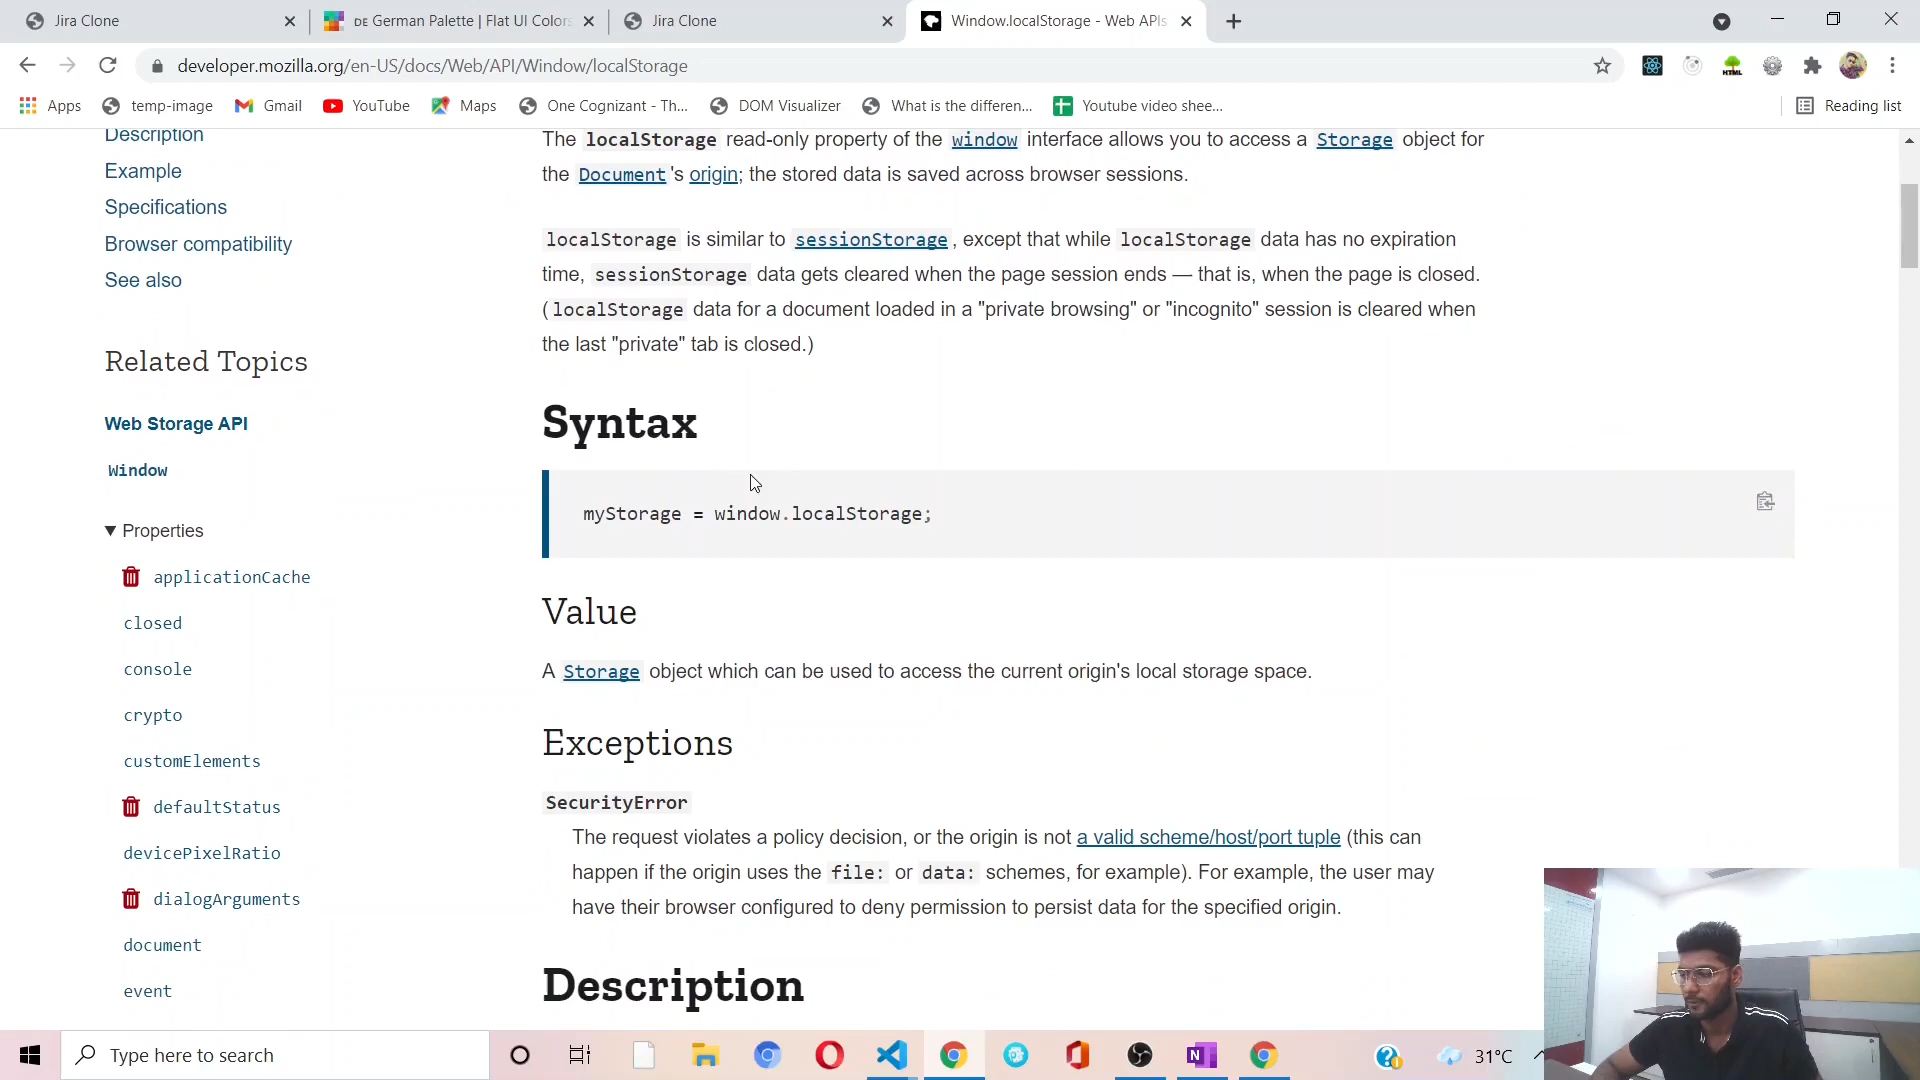 Jira Clone
DE German Palette | Flat UI Colors
Jira Clone
Window.localStorage - Web APIs
developer.mozilla.org/en-US/docs/Web/API/Window/localStorage
Apps
temp-image
Gmail
YouTube
Maps
One Cognizant - Th...
DOM Visualizer
What is the differen...
Youtube video shee...
Reading list
Description
Example
Specifications
Browser compatibility
See also
Related Topics
Web Storage API
Window
Properties
applicationCache
closed
console
crypto
customElements
defaultStatus
devicePixelRatio
dialogArguments
document
event
The localStorage read-only property of the window interface allows you to access a Storage object for
the Document's origin; the stored data is saved across browser sessions.
localStorage is similar to sessionStorage, except that while localStorage data has no expiration
time, sessionStorage data gets cleared when the page session ends — that is, when the page is closed.
(localStorage data for a document loaded in a "private browsing" or "incognito" session is cleared when
the last "private" tab is closed.)
Syntax
myStorage = window.localStorage;
Value
A Storage object which can be used to access the current origin's local storage space.
Exceptions
SecurityError
The request violates a policy decision, or the origin is not a valid scheme/host/port tuple (this can
happen if the origin uses the file: or data: schemes, for example). For example, the user may
have their browser configured to deny permission to persist data for the specified origin.
Description
Type here to search
31°C